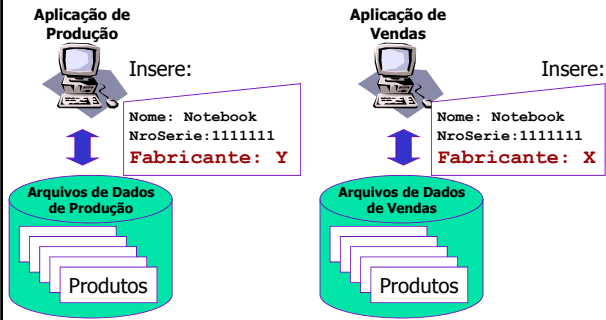 Aplicação de
Produção
Insere:
Nome: Notebook
NroSerie:1111111
Fabricante: Y
Arquivos de Dados
de Produção
Produtos
Aplicação de
Vendas
Insere:
Nome: Notebook
NroSerie:1111111
Fabricante: X
Arquivos de Dados
de Vendas
Produtos